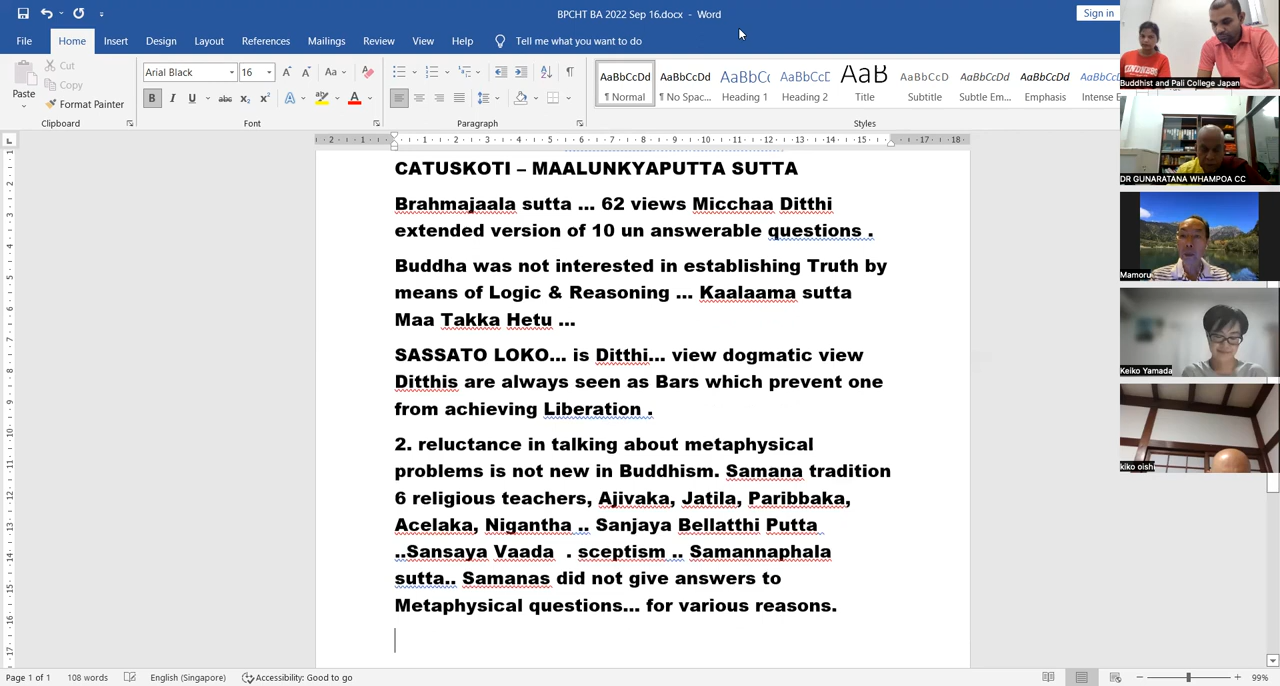 BPCHT BA 2022 Sep 16.docx - Word
Sign in
File Home Insert Design Layout References Mailings Review View Help Tell me what you want to do
Paste
Cut
Copy
Format Painter
Clipboard
Arial Black 16
Font
Paragraph
AaBbCcDd AaBbCcDd AaBbCc AaBbCcD AaB AaBbCcDd AaBbCcDd AaBbCcDd
¶ Normal ¶ No Spac... Heading 1 Heading 2 Title Subtitle Subtle Em... Emphasis Intense E
Styles
CATUSKOTI – MAALUNKYAPUTTA SUTTA
Brahmajaala sutta ... 62 views Micchaa Ditthi
extended version of 10 un answerable questions .
Buddha was not interested in establishing Truth by
means of Logic & Reasoning ... Kaalaama sutta
Maa Takka Hetu ...
SASSATO LOKO... is Ditthi... view dogmatic view
Ditthis are always seen as Bars which prevent one
from achieving Liberation .
2. reluctance in talking about metaphysical
problems is not new in Buddhism. Samana tradition
6 religious teachers, Ajivaka, Jatila, Paribbaka,
Acelaka, Nigantha .. Sanjaya Bellatthi Putta
..Sansaya Vaada . sceptism .. Samannaphala
sutta.. Samanas did not give answers to
Metaphysical questions... for various reasons.
Buddhist and Pali College Japan
DR GUNARATANA WHAMPOA CC
Mamoru
Keiko Yamada
kiko oishi
Page 1 of 1 108 words English (Singapore) Accessibility: Good to go 99%